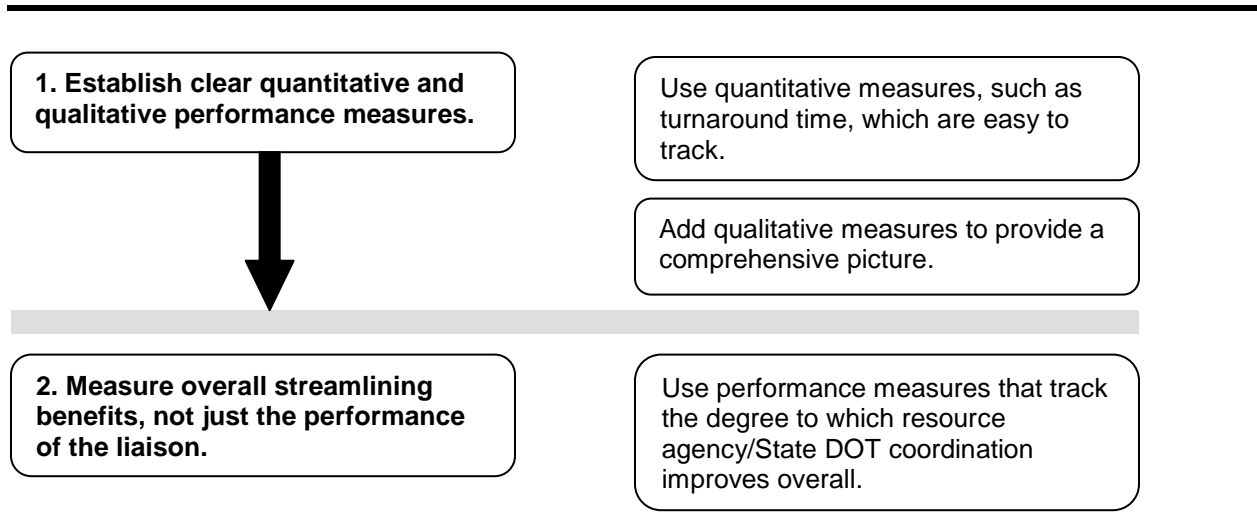 1. Establish clear quantitative and
qualitative performance measures.
Use quantitative measures, such as
turnaround time, which are easy to
track.
Add qualitative measures to provide a
comprehensive picture.
2. Measure overall streamlining
benefits, not just the performance
of the liaison.
Use performance measures that track
the degree to which resource
agency/State DOT coordination
improves overall.